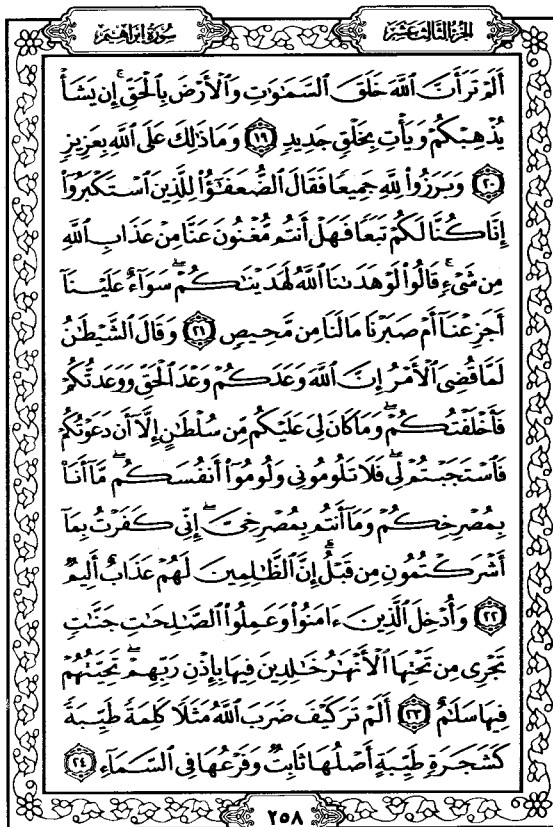 الجزء الثالث عشر
سورة إبراهيم
أَلَمْ تَرَ أَنَّ ٱللَّهَ خَلَقَ ٱلسَّمَٰوَٰتِ وَٱلْأَرْضَ بِٱلْحَقِّ ۚ إِن يَشَأْ
يُذْهِبْكُمْ وَيَأْتِ بِخَلْقٍ جَدِيدٍ ١٩ وَمَا ذَٰلِكَ عَلَى ٱللَّهِ بِعَزِيزٍ
٢٠ وَبَرَزُوا۟ لِلَّهِ جَمِيعًا فَقَالَ ٱلضُّعَفَٰٓؤُا۟ لِلَّذِينَ ٱسْتَكْبَرُوٓا۟
إِنَّا كُنَّا لَكُمْ تَبَعًا فَهَلْ أَنتُم مُّغْنُونَ عَنَّا مِنْ عَذَابِ ٱللَّهِ
مِن شَىْءٍ ۚ قَالُوا۟ لَوْ هَدَىٰنَا ٱللَّهُ لَهَدَيْنَٰكُمْ ۖ سَوَآءٌ عَلَيْنَآ
أَجَزِعْنَآ أَمْ صَبَرْنَا مَا لَنَا مِن مَّحِيصٍ ٢١ وَقَالَ ٱلشَّيْطَٰنُ
لَمَّا قُضِىَ ٱلْأَمْرُ إِنَّ ٱللَّهَ وَعَدَكُمْ وَعْدَ ٱلْحَقِّ وَوَعَدتُّكُمْ
فَأَخْلَفْتُكُمْ ۖ وَمَا كَانَ لِىَ عَلَيْكُم مِّن سُلْطَٰنٍ إِلَّآ أَن دَعَوْتُكُمْ
فَٱسْتَجَبْتُمْ لِى ۖ فَلَا تَلُومُونِى وَلُومُوٓا۟ أَنفُسَكُم ۖ مَّآ أَنَا۠
بِمُصْرِخِكُمْ وَمَآ أَنتُم بِمُصْرِخِىَّ ۖ إِنِّى كَفَرْتُ بِمَآ
أَشْرَكْتُمُونِ مِن قَبْلُ ۗ إِنَّ ٱلظَّٰلِمِينَ لَهُمْ عَذَابٌ أَلِيمٌ
٢٢ وَأُدْخِلَ ٱلَّذِينَ ءَامَنُوا۟ وَعَمِلُوا۟ ٱلصَّٰلِحَٰتِ جَنَّٰتٍ
تَجْرِى مِن تَحْتِهَا ٱلْأَنْهَٰرُ خَٰلِدِينَ فِيهَا بِإِذْنِ رَبِّهِمْ ۖ تَحِيَّتُهُمْ
فِيهَا سَلَٰمٌ ٢٣ أَلَمْ تَرَ كَيْفَ ضَرَبَ ٱللَّهُ مَثَلًا كَلِمَةً طَيِّبَةً
كَشَجَرَةٍ طَيِّبَةٍ أَصْلُهَا ثَابِتٌ وَفَرْعُهَا فِى ٱلسَّمَآءِ ٢٤
٢٥٨